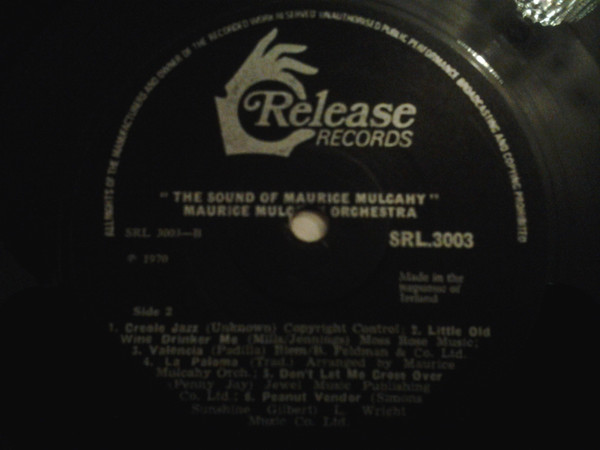 ALL RIGHTS OF THE MANUFACTURER AND OWNER OF THE RECORDED WORK RESERVED UNAUTHORISED PUBLIC PERFORMANCE BROADCASTING AND COPYING PROHIBITED
Release
RECORDS
"THE SOUND OF MAURICE MULCAHY"
MAURICE ORCHESTRA
SRL 3003—B
SRL.3003
℗ 1970
Made in the
Ireland
Side 2
1. Creole Jazz (Unknown) Copyright Control; 2. Little Old
Wine Drinker Me (Mills/Jennings) Moss Rose Music;
3. Valencia (Padilla) B. Feldman & Co. Ltd.
4. La Paloma (Trad.) Arranged by Maurice
Mulcahy Orch.; 5. Don't Let Me Cross Over
(Penny Jay) Jewel Music Publishing
Co. Ltd.; 6. Peanut Vendor (Simons
Sunshine Gilbert) L. Wright
Music Co. Ltd.